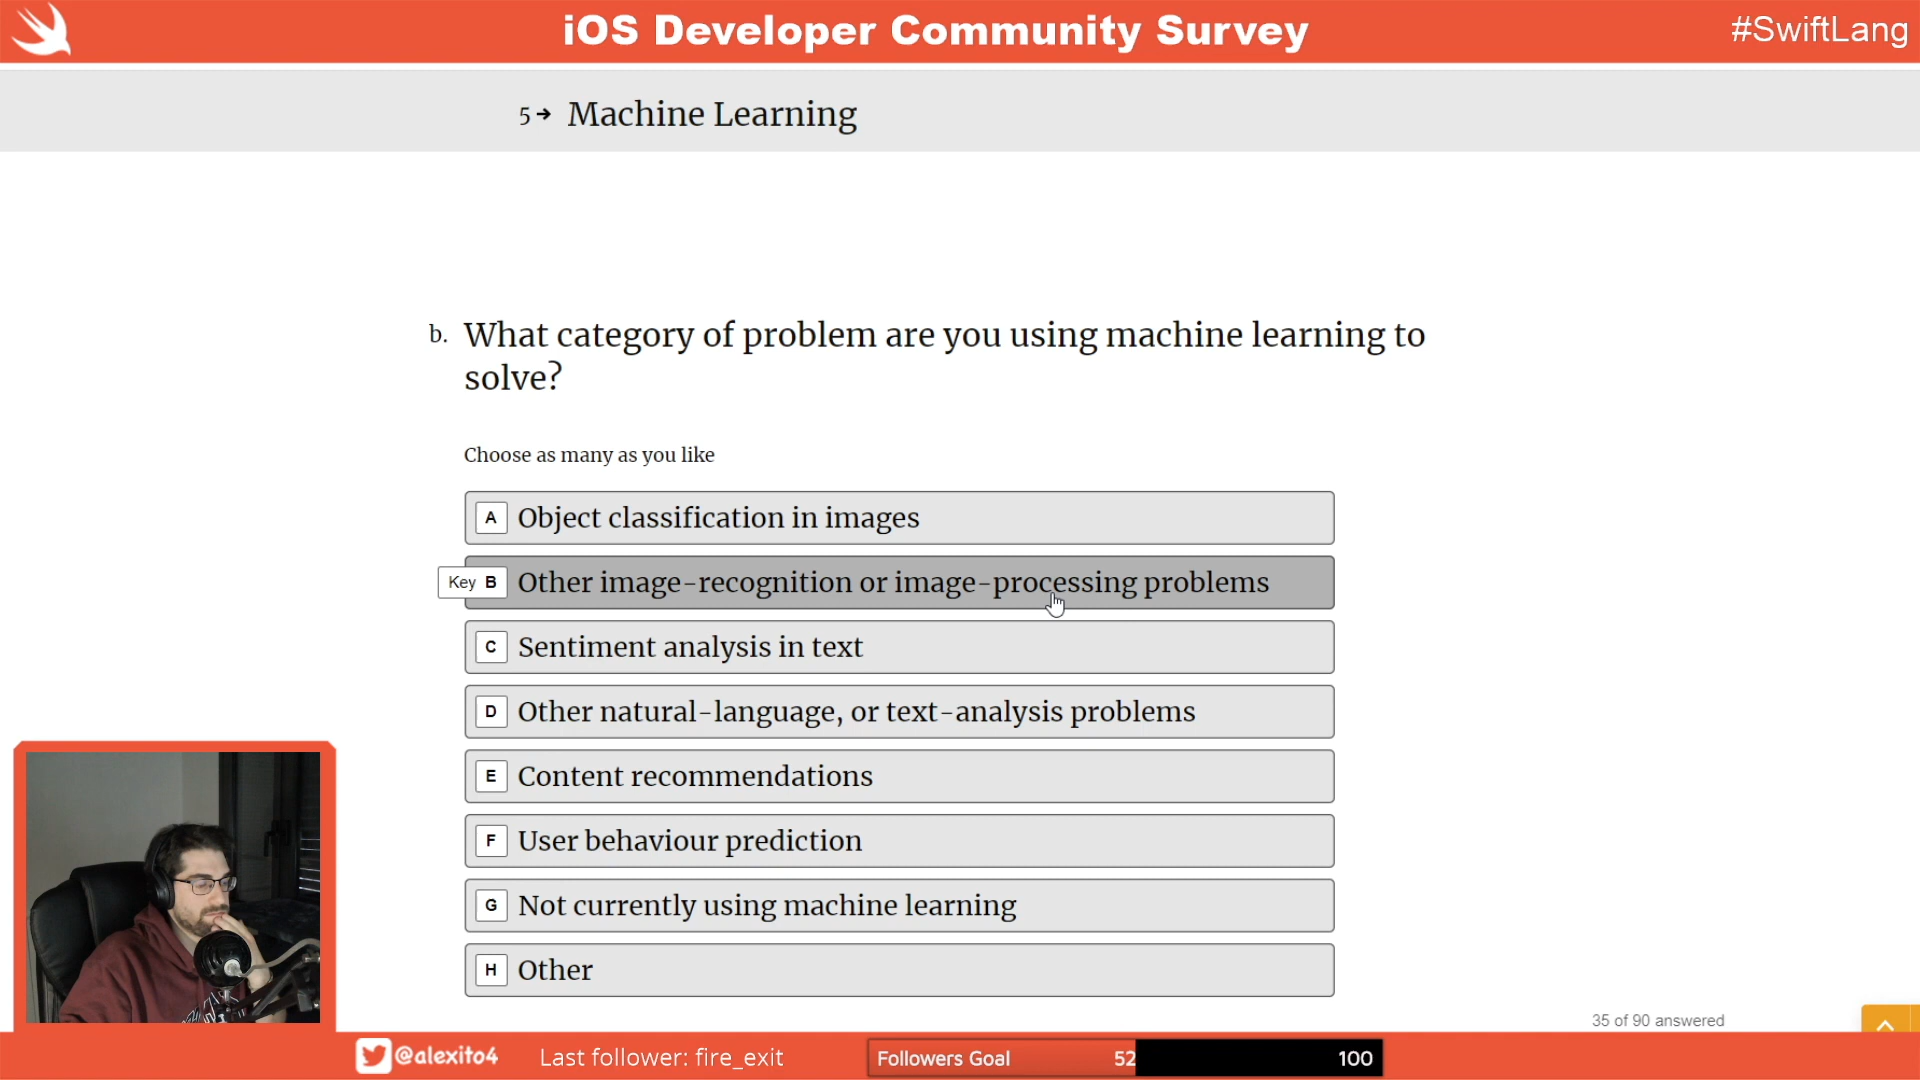 iOS Developer Community Survey
#SwiftLang
5 → Machine Learning
b. What category of problem are you using machine learning to
solve?
Choose as many as you like
A Object classification in images
Key B Other image-recognition or image-processing problems
C Sentiment analysis in text
D Other natural-language, or text-analysis problems
E Content recommendations
F User behaviour prediction
G Not currently using machine learning
H Other
35 of 90 answered
@alexito4
Last follower: fire_exit
Followers Goal 52 100